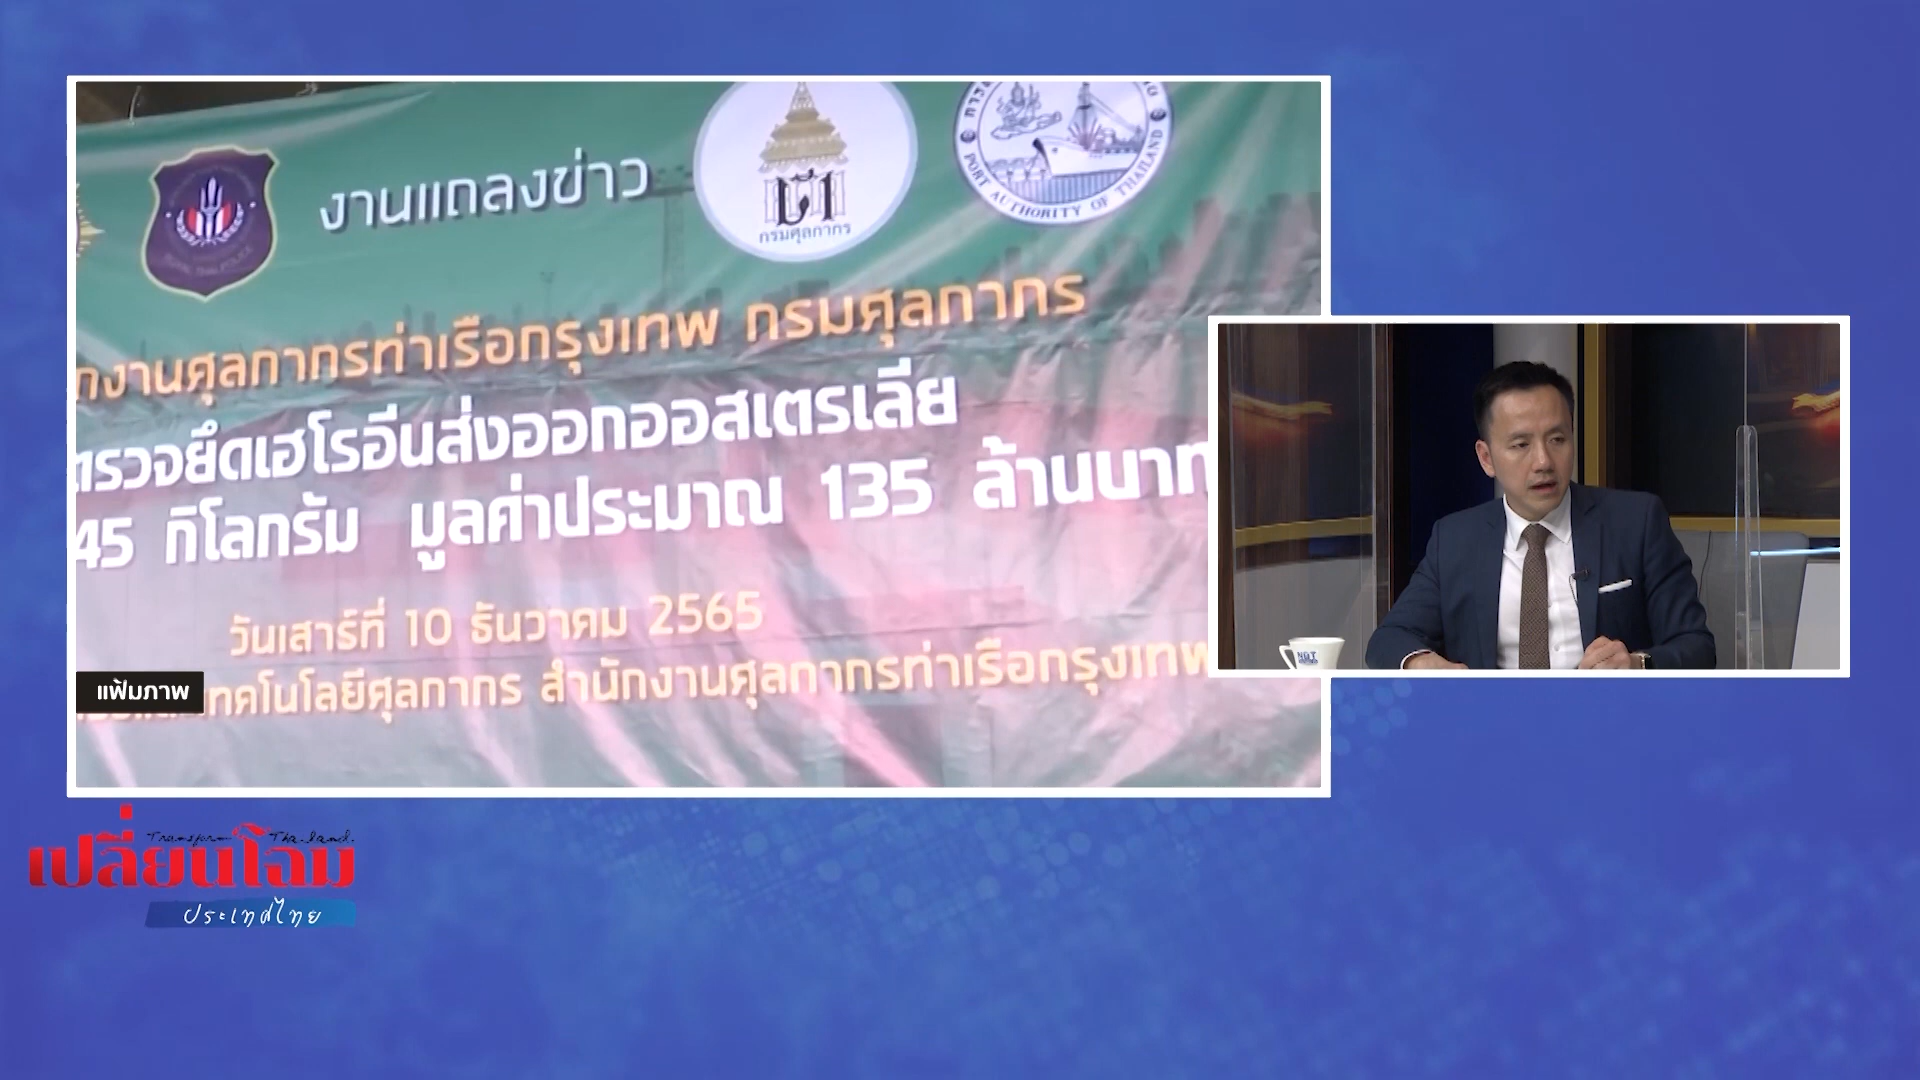 งานแถลงข่าว
กรมศุลกากร
PORT AUTHORITY OF THAILAND
กงานศุลกากรท่าเรือกรุงเทพ กรมศุลกากร
ตรวจยึดเฮโรอีนส่งออกออสเตรเลีย
45 กิโลกรัม มูลค่าประมาณ 135 ล้านบาท
วันเสาร์ที่ 10 ธันวาคม 2565
เทคโนโลยีศุลกากร สำนักงานศุลกากรท่าเรือกรุงเทพ
แฟ้มภาพ
NBT
Transform Thailand.
เปลี่ยนโฉม
ประเทศไทย